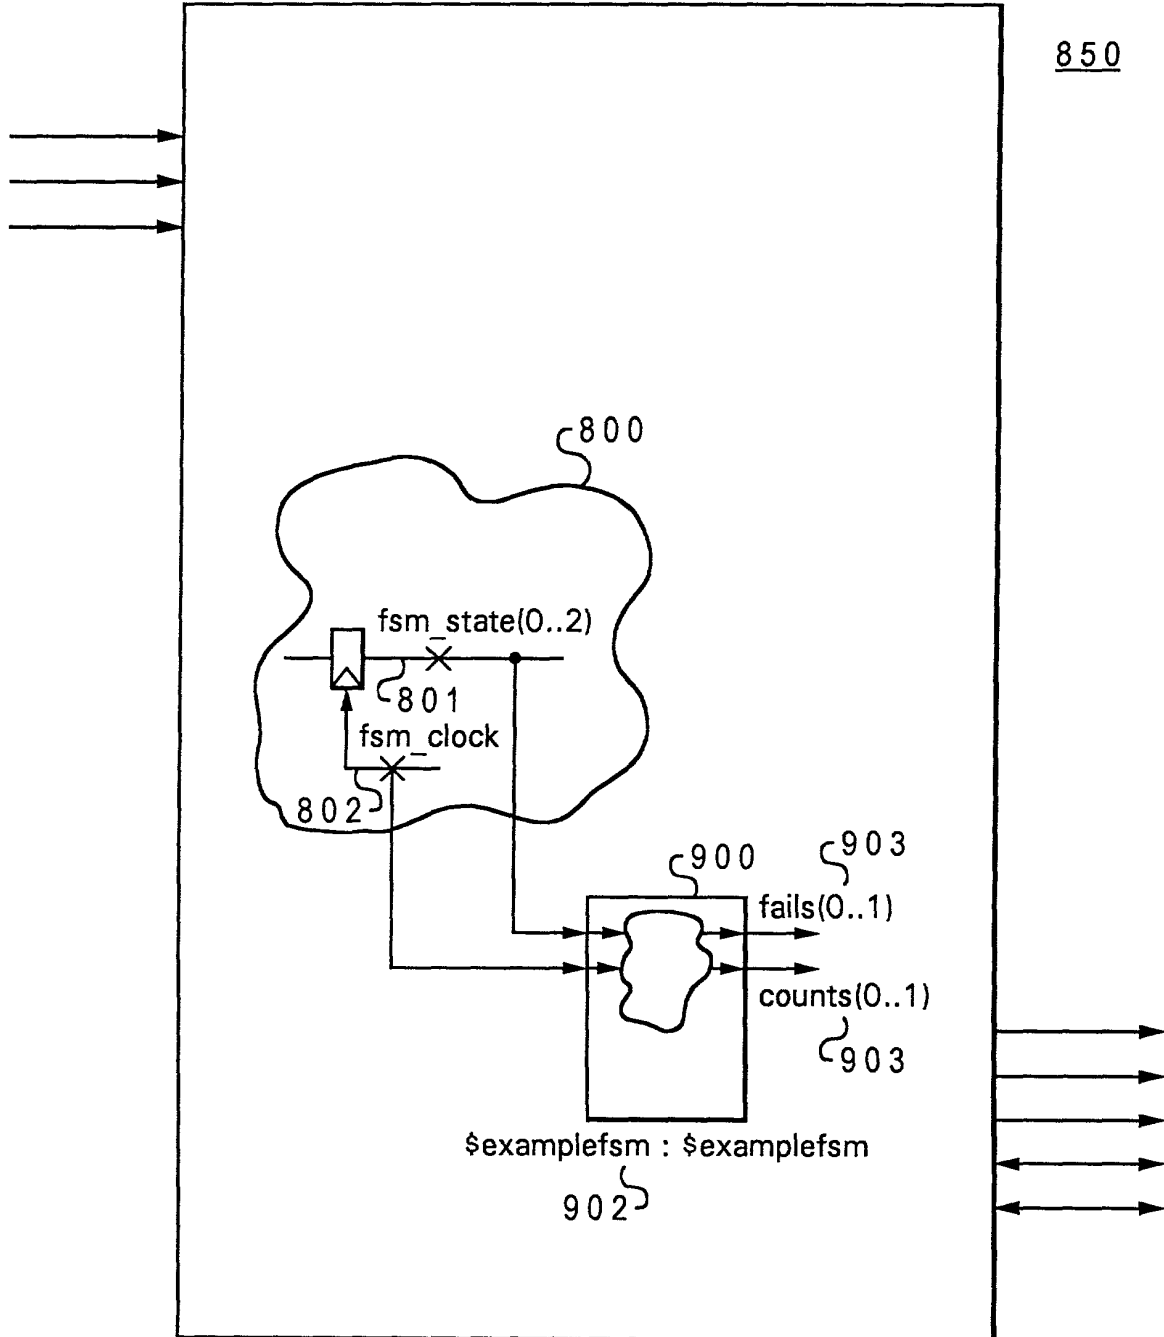 850
800
fsm_state(0..2)
801
fsm_clock
802
900
903
fails(0..1)
counts(0..1)
903
$examplefsm : $examplefsm
902